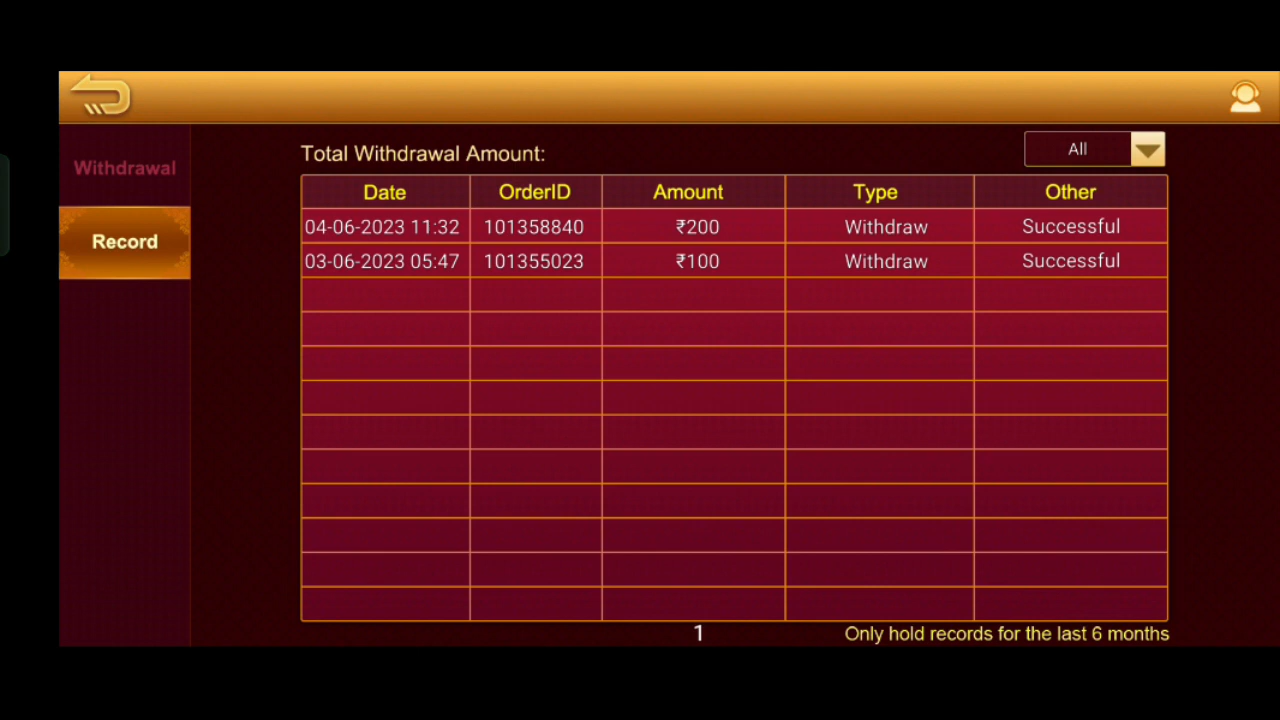 Withdrawal
Record
Total Withdrawal Amount:
All
Date OrderID Amount Type Other
04-06-2023 11:32 101358840 ₹200 Withdraw Successful
03-06-2023 05:47 101355023 ₹100 Withdraw Successful
1
Only hold records for the last 6 months